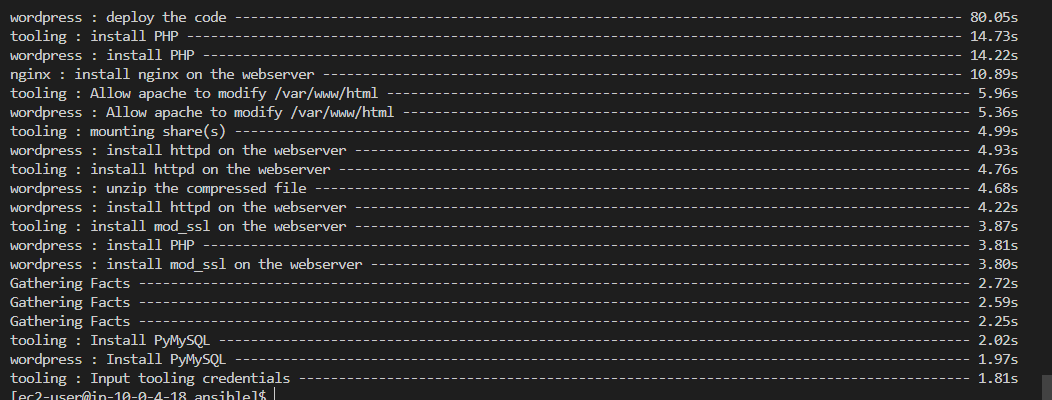 wordpress : deploy the code ------------------------------------------------------------------------------------------- 80.05s
tooling : install PHP ------------------------------------------------------------------------------------------------- 14.73s
wordpress : install PHP ----------------------------------------------------------------------------------------------- 14.22s
nginx : install nginx on the webserver -------------------------------------------------------------------------------- 10.89s
tooling : Allow apache to modify /var/www/html ------------------------------------------------------------------------- 5.96s
wordpress : Allow apache to modify /var/www/html ----------------------------------------------------------------------- 5.36s
tooling : mounting share(s) -------------------------------------------------------------------------------------------- 4.99s
wordpress : install httpd on the webserver ----------------------------------------------------------------------------- 4.93s
tooling : install httpd on the webserver ------------------------------------------------------------------------------- 4.76s
wordpress : unzip the compressed file ---------------------------------------------------------------------------------- 4.68s
wordpress : install httpd on the webserver ----------------------------------------------------------------------------- 4.22s
tooling : install mod_ssl on the webserver ----------------------------------------------------------------------------- 3.87s
wordpress : install PHP ------------------------------------------------------------------------------------------------ 3.81s
wordpress : install mod_ssl on the webserver --------------------------------------------------------------------------- 3.80s
Gathering Facts -------------------------------------------------------------------------------------------------------- 2.72s
Gathering Facts -------------------------------------------------------------------------------------------------------- 2.59s
Gathering Facts -------------------------------------------------------------------------------------------------------- 2.25s
tooling : Install PyMySQL ---------------------------------------------------------------------------------------------- 2.02s
wordpress : Install PyMySQL -------------------------------------------------------------------------------------------- 1.97s
tooling : Input tooling credentials ------------------------------------------------------------------------------------ 1.81s
[ec2-user@ip-10-0-4-18 ansible]$